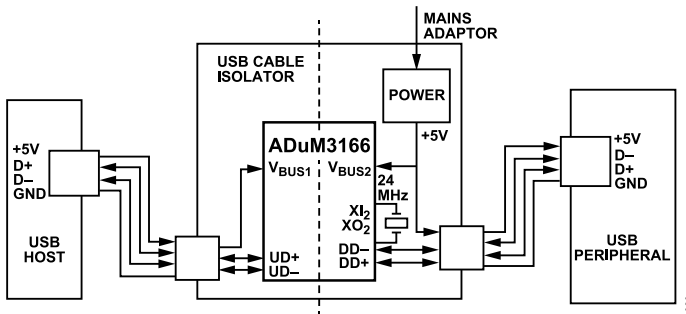 MAINS
ADAPTOR
USB CABLE
ISOLATOR
POWER
+5V
ADuM3166
VBUS1
VBUS2
24
MHz
XI2
XO2
UD+
UD–
DD–
DD+
+5V
D+
D–
GND
USB
HOST
+5V
D–
D+
GND
USB
PERIPHERAL